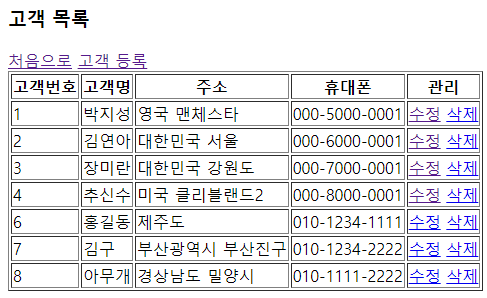 고객 목록
처음으로 고객 등록
고객번호 고객명 주소 휴대폰 관리
1 박지성 영국 맨체스타 000-5000-0001 수정 삭제
2 김연아 대한민국 서울 000-6000-0001 수정 삭제
3 장미란 대한민국 강원도 000-7000-0001 수정 삭제
4 추신수 미국 클리블랜드2 000-8000-0001 수정 삭제
6 홍길동 제주도 010-1234-1111 수정 삭제
7 김구 부산광역시 부산진구 010-1234-2222 수정 삭제
8 아무개 경상남도 밀양시 010-1111-2222 수정 삭제